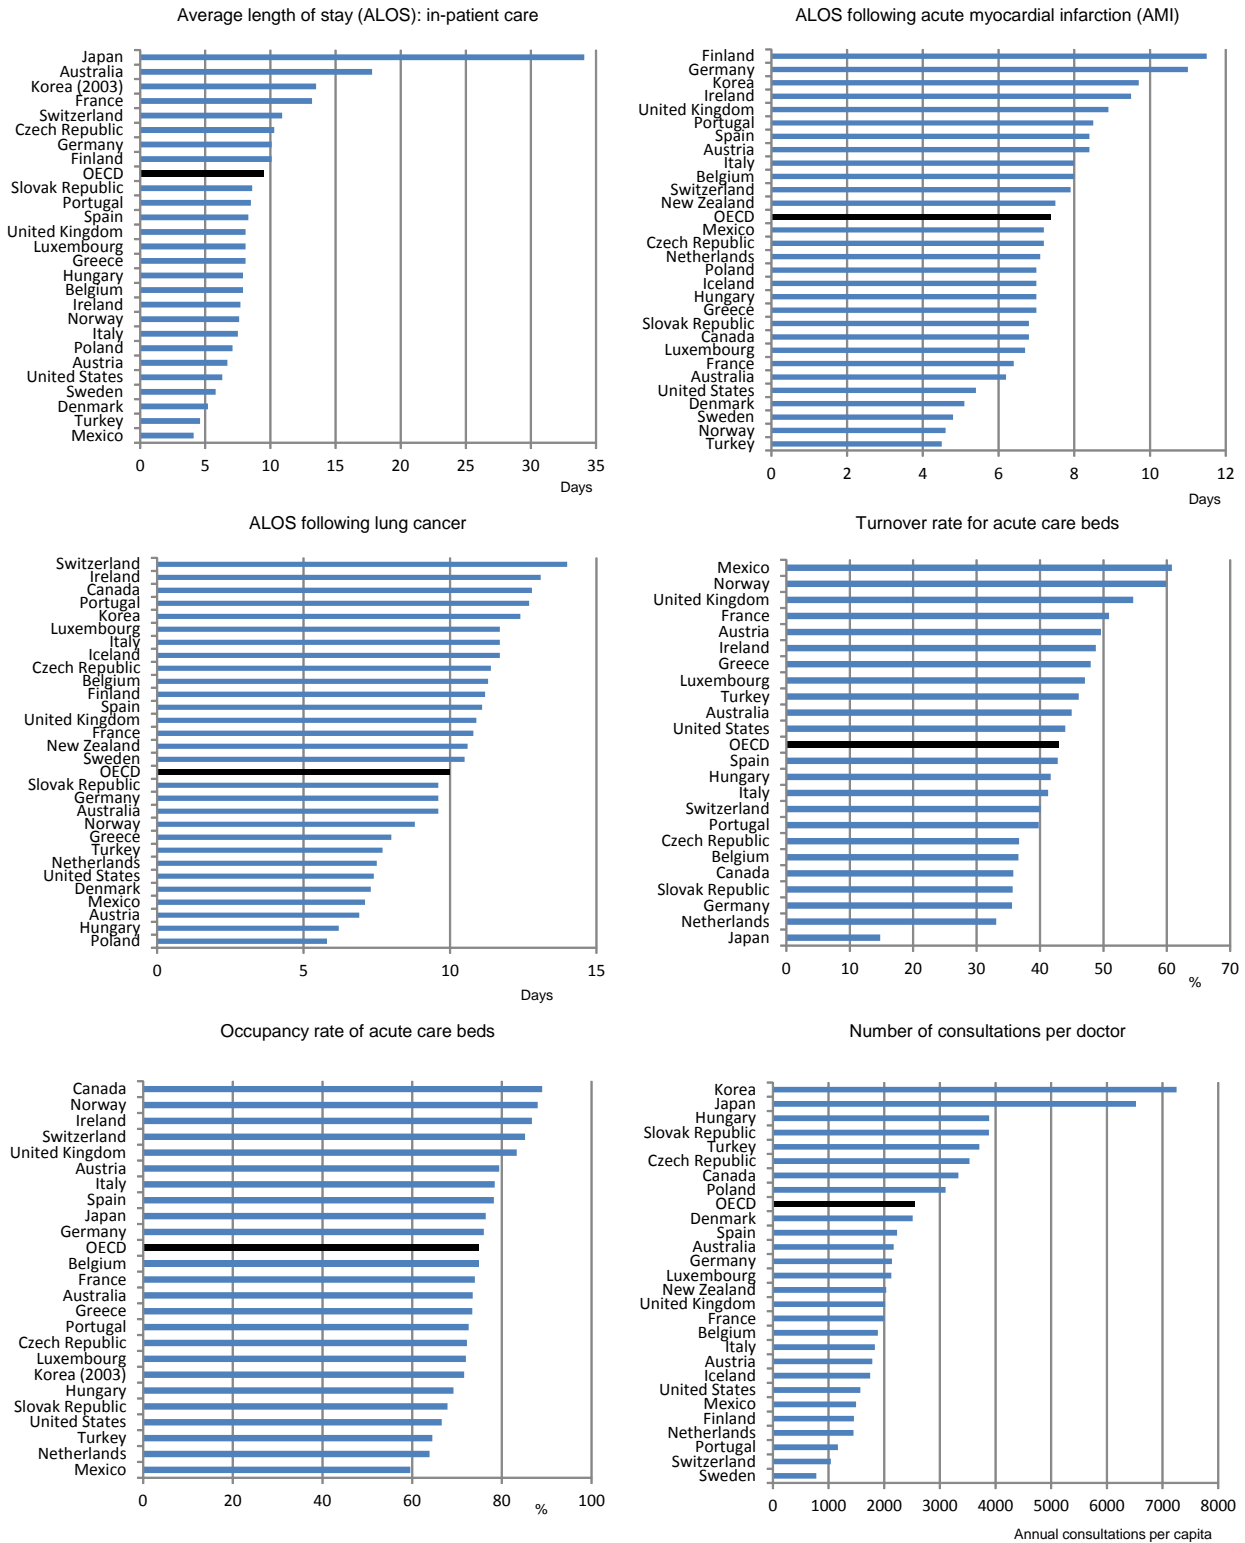 Average length of stay (ALOS): in-patient care
Japan
Australia
Korea (2003)
France
Switzerland
Czech Republic
Germany
Finland
OECD
Slovak Republic
Portugal
Spain
United Kingdom
Luxembourg
Greece
Hungary
Belgium
Ireland
Norway
Italy
Poland
Austria
United States
Sweden
Denmark
Turkey
Mexico
0 5 10 15 20 25 30 35
Days
ALOS following acute myocardial infarction (AMI)
Finland
Germany
Korea
Ireland
United Kingdom
Portugal
Spain
Austria
Italy
Belgium
Switzerland
New Zealand
OECD
Mexico
Czech Republic
Netherlands
Poland
Iceland
Hungary
Greece
Slovak Republic
Canada
Luxembourg
France
Australia
United States
Denmark
Sweden
Norway
Turkey
0 2 4 6 8 10 12
Days
ALOS following lung cancer
Switzerland
Ireland
Canada
Portugal
Korea
Luxembourg
Italy
Iceland
Czech Republic
Belgium
Finland
Spain
United Kingdom
France
New Zealand
Sweden
OECD
Slovak Republic
Germany
Australia
Norway
Greece
Turkey
Netherlands
United States
Denmark
Mexico
Austria
Hungary
Poland
0 5 10 15
Days
Turnover rate for acute care beds
Mexico
Norway
United Kingdom
France
Austria
Ireland
Greece
Luxembourg
Turkey
Australia
United States
OECD
Spain
Hungary
Italy
Switzerland
Portugal
Czech Republic
Belgium
Canada
Slovak Republic
Germany
Netherlands
Japan
0 10 20 30 40 50 60 70
%
Occupancy rate of acute care beds
Canada
Norway
Ireland
Switzerland
United Kingdom
Austria
Italy
Spain
Japan
Germany
OECD
Belgium
France
Australia
Greece
Portugal
Czech Republic
Luxembourg
Korea (2003)
Hungary
Slovak Republic
United States
Turkey
Netherlands
Mexico
0 20 40 60 80 100
%
Number of consultations per doctor
Korea
Japan
Hungary
Slovak Republic
Turkey
Czech Republic
Canada
Poland
OECD
Denmark
Spain
Australia
Germany
Luxembourg
New Zealand
United Kingdom
France
Belgium
Italy
Austria
Iceland
United States
Mexico
Finland
Netherlands
Portugal
Switzerland
Sweden
0 1000 2000 3000 4000 5000 6000 7000 8000
Annual consultations per capita